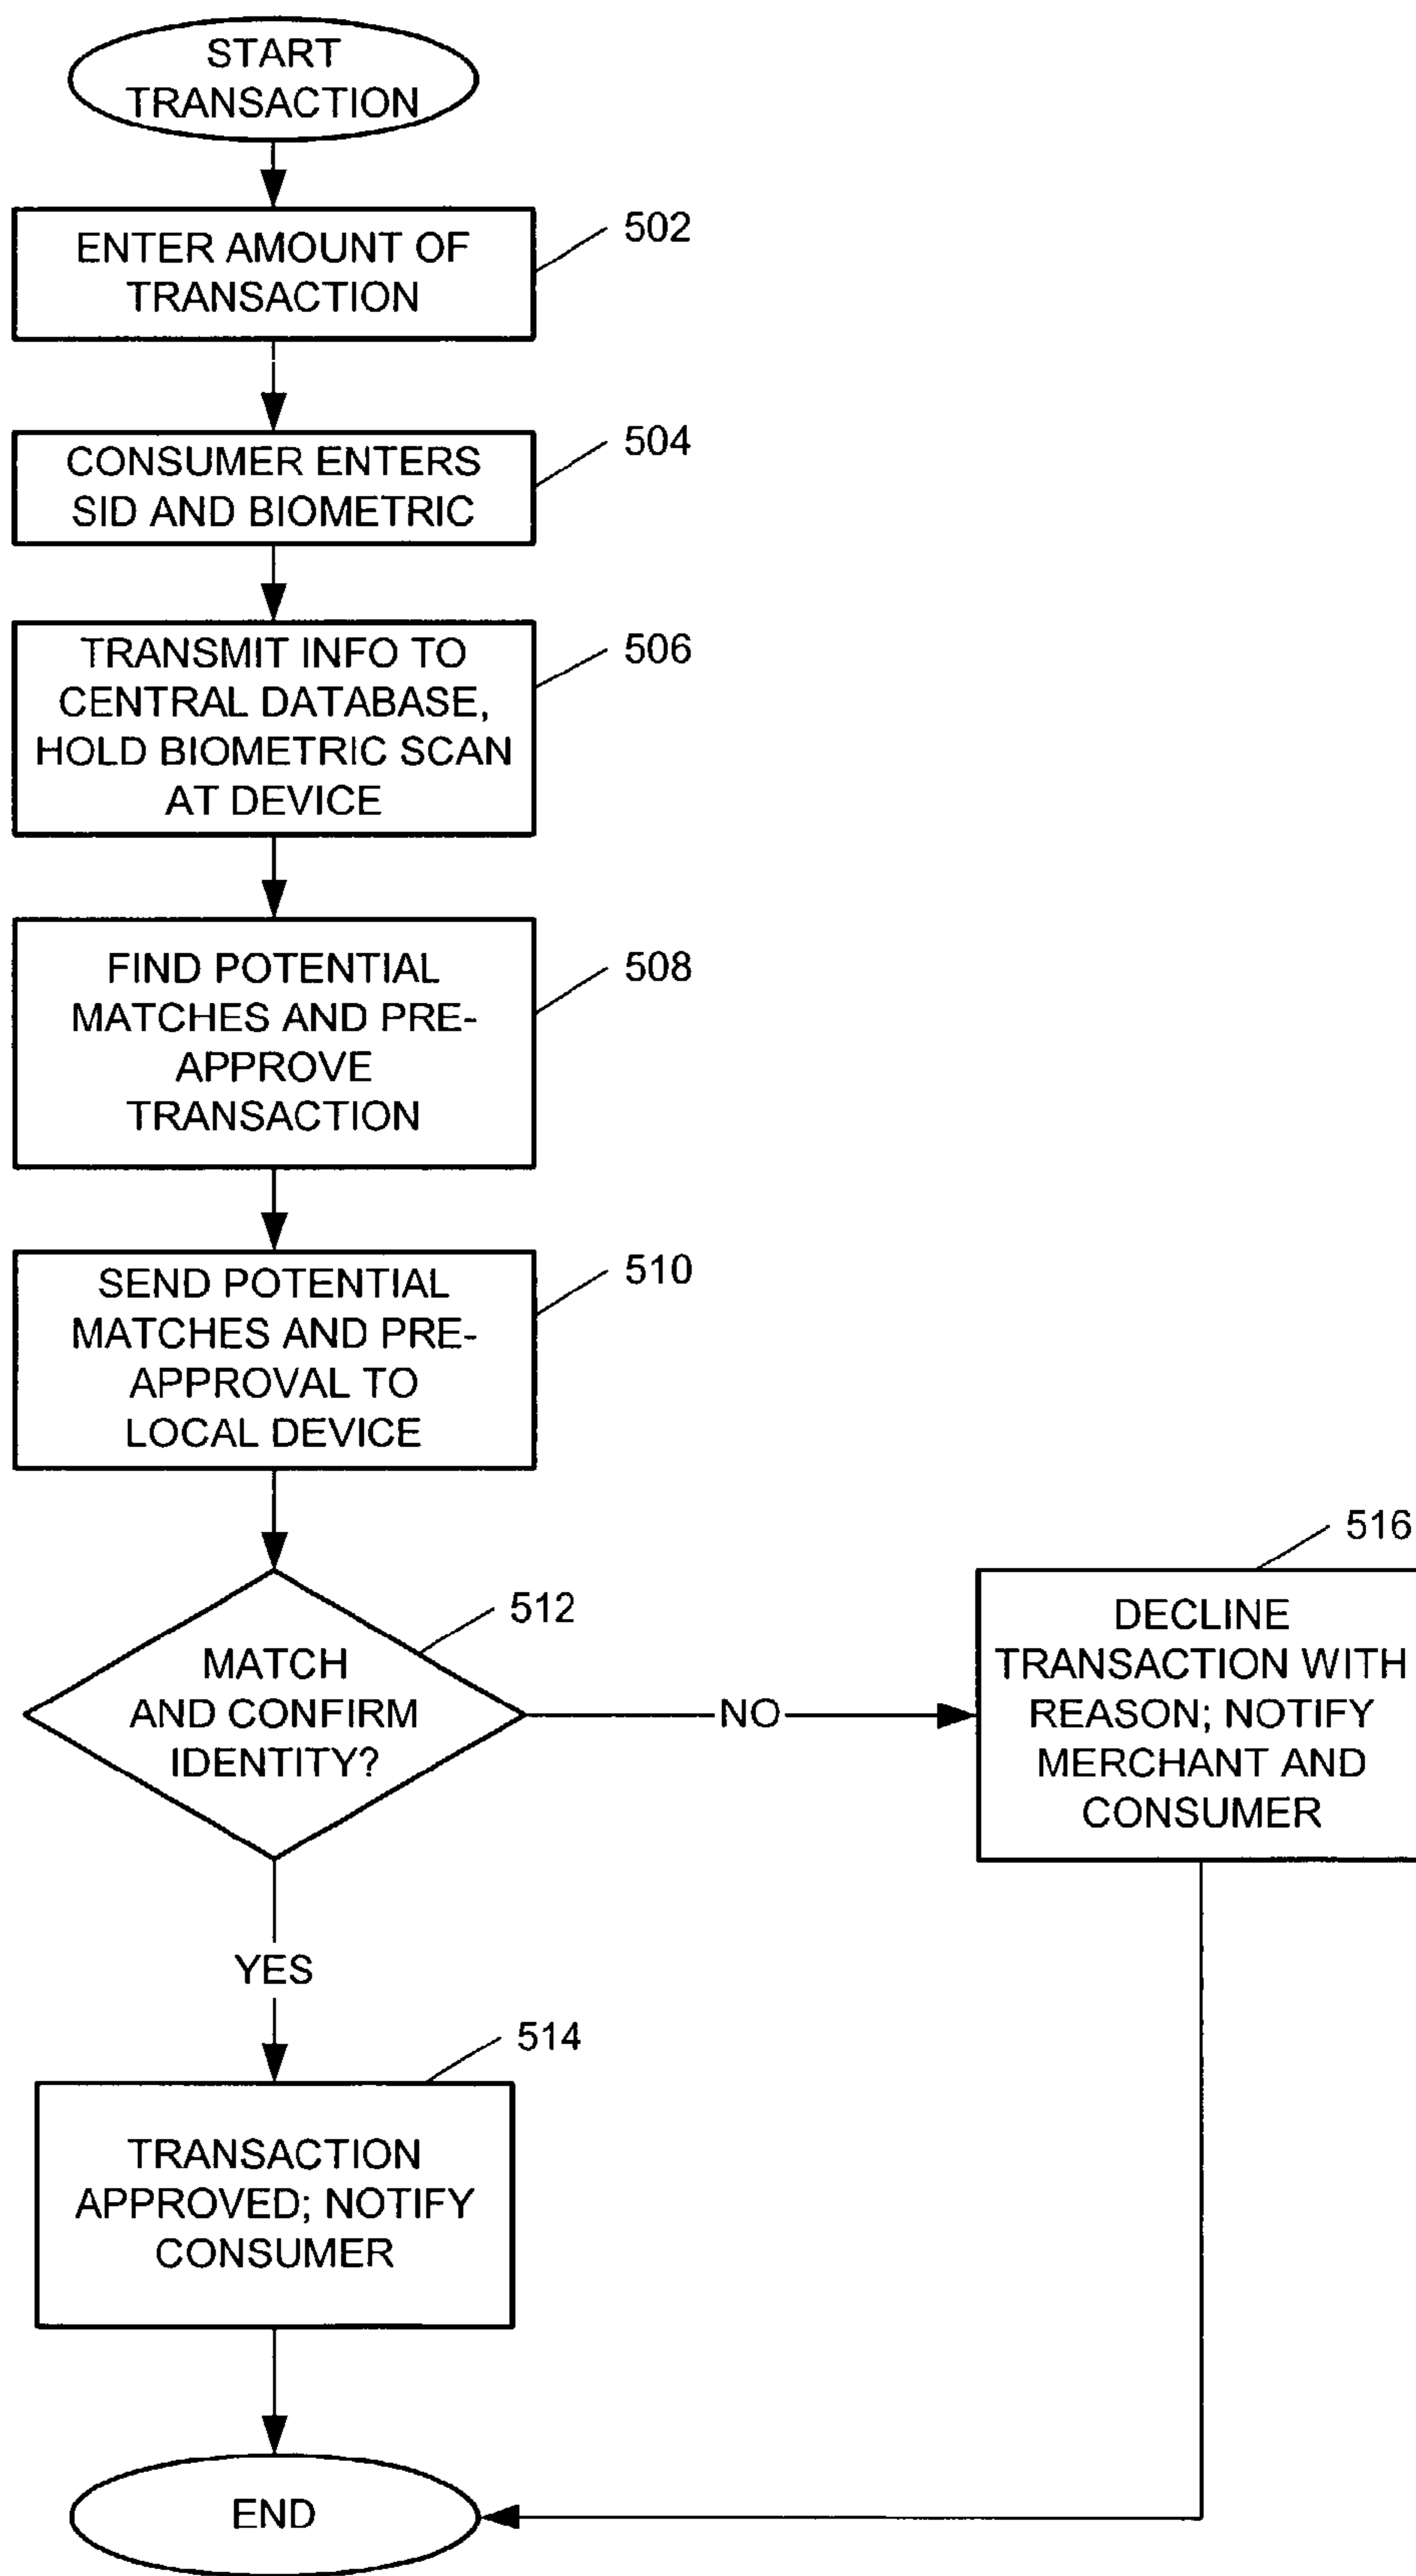 START
TRANSACTION
502
ENTER AMOUNT OF
TRANSACTION
504
CONSUMER ENTERS
SID AND BIOMETRIC
506
TRANSMIT INFO TO
CENTRAL DATABASE,
HOLD BIOMETRIC SCAN
AT DEVICE
508
FIND POTENTIAL
MATCHES AND PRE-
APPROVE
TRANSACTION
510
SEND POTENTIAL
MATCHES AND PRE-
APPROVAL TO
LOCAL DEVICE
512
MATCH
AND CONFIRM
IDENTITY?
NO
516
DECLINE
TRANSACTION WITH
REASON; NOTIFY
MERCHANT AND
CONSUMER
YES
514
TRANSACTION
APPROVED; NOTIFY
CONSUMER
END